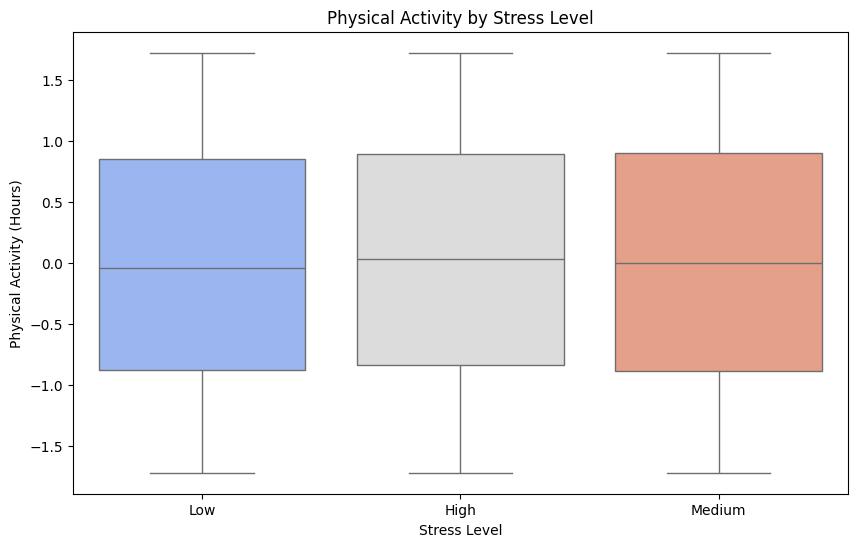 Physical Activity by Stress Level
Physical Activity (Hours)
1.5
1.0
0.5
0.0
−0.5
−1.0
−1.5
Low
High
Medium
Stress Level